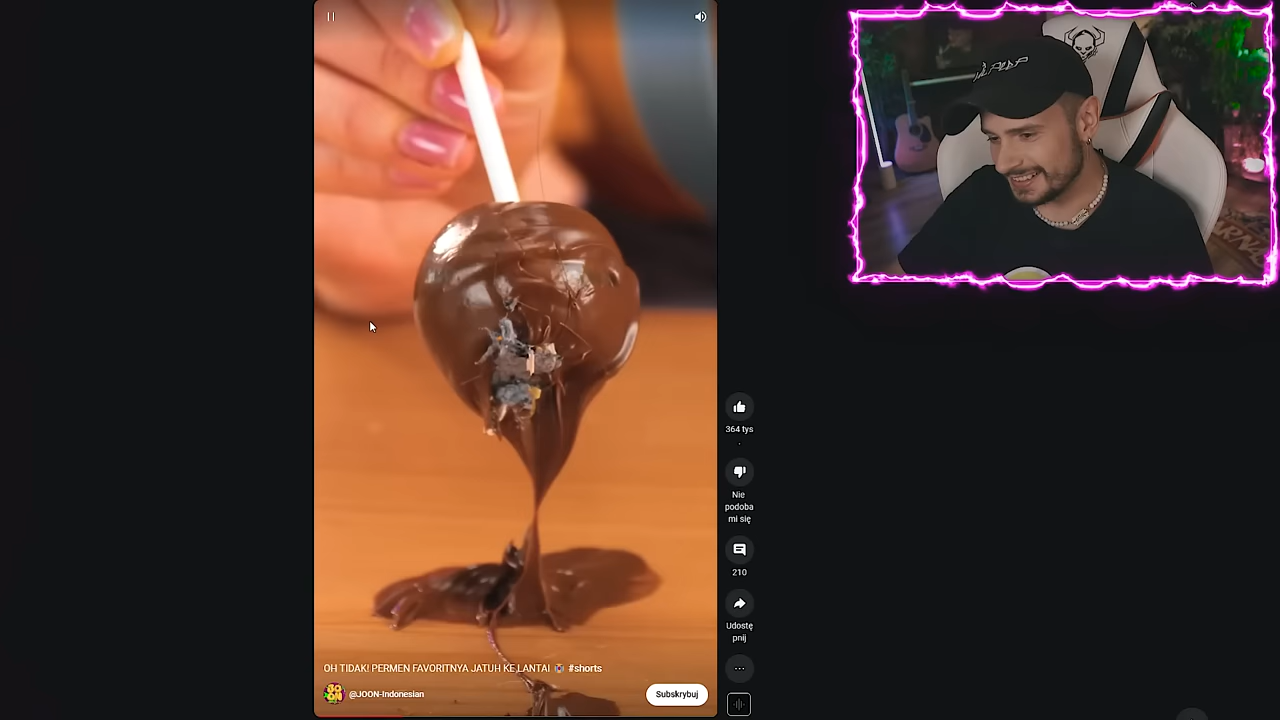 364 tys
.
Nie
podoba
mi się
210
Udostę
pnij
OH TIDAK! PERMEN FAVORITNYA JATUH KE LANTAI #shorts
@JOON-Indonesian
Subskrybuj